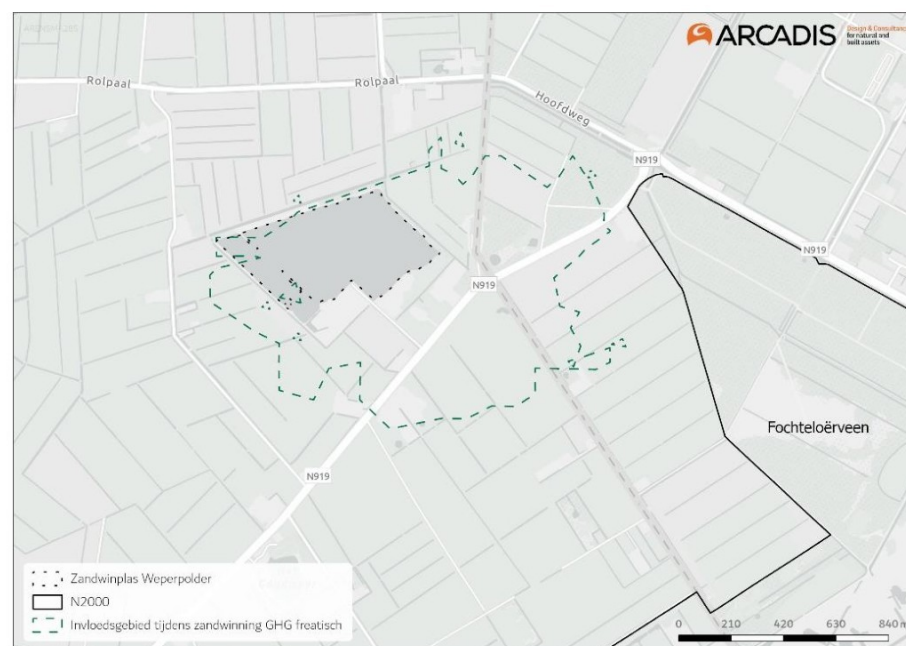 ARCADIS
Design & Consultancy
for natural and
built assets
Rolpaal
Rolpaal
Hoofdweg
N919
N919
N919
Fochteloërveen
N919
Zandwinplas Weperpolder
N2000
Invloedsgebied tijdens zandwinning GHG freatisch
0 210 420 630 840 m